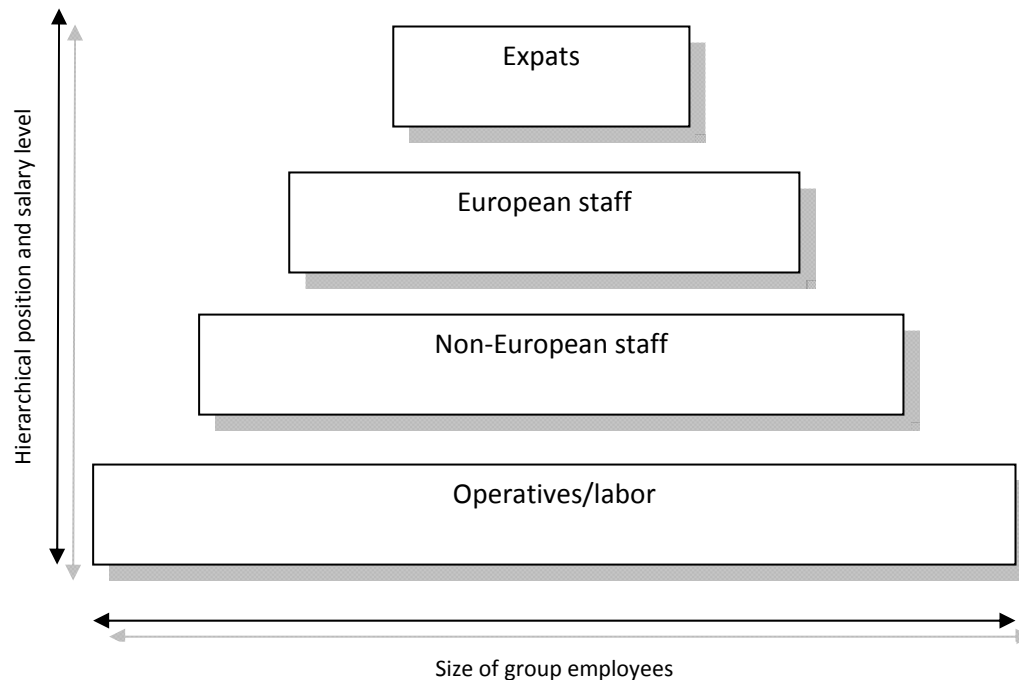 Expats
European staff
Non-European staff
Operatives/labor
Hierarchical position and salary level
Size of group employees